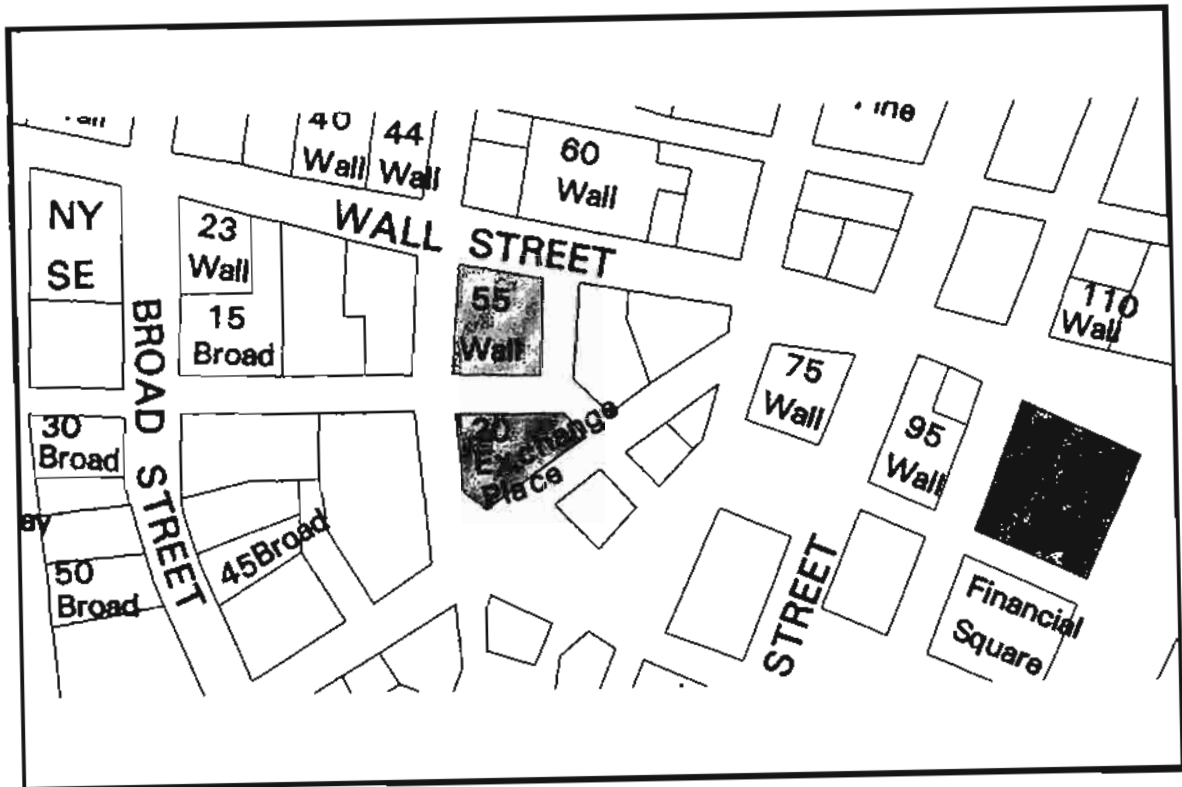 40
Wall
44
Wall
60
Wall
NY
SE
23
Wall
WALL STREET
15
Broad
BROAD STREET
55
Wall
110
Wall
75
Wall
30
Broad
20
Exchange
Place
95
Wall
45Broad
50
Broad
STREET
Financial
Square